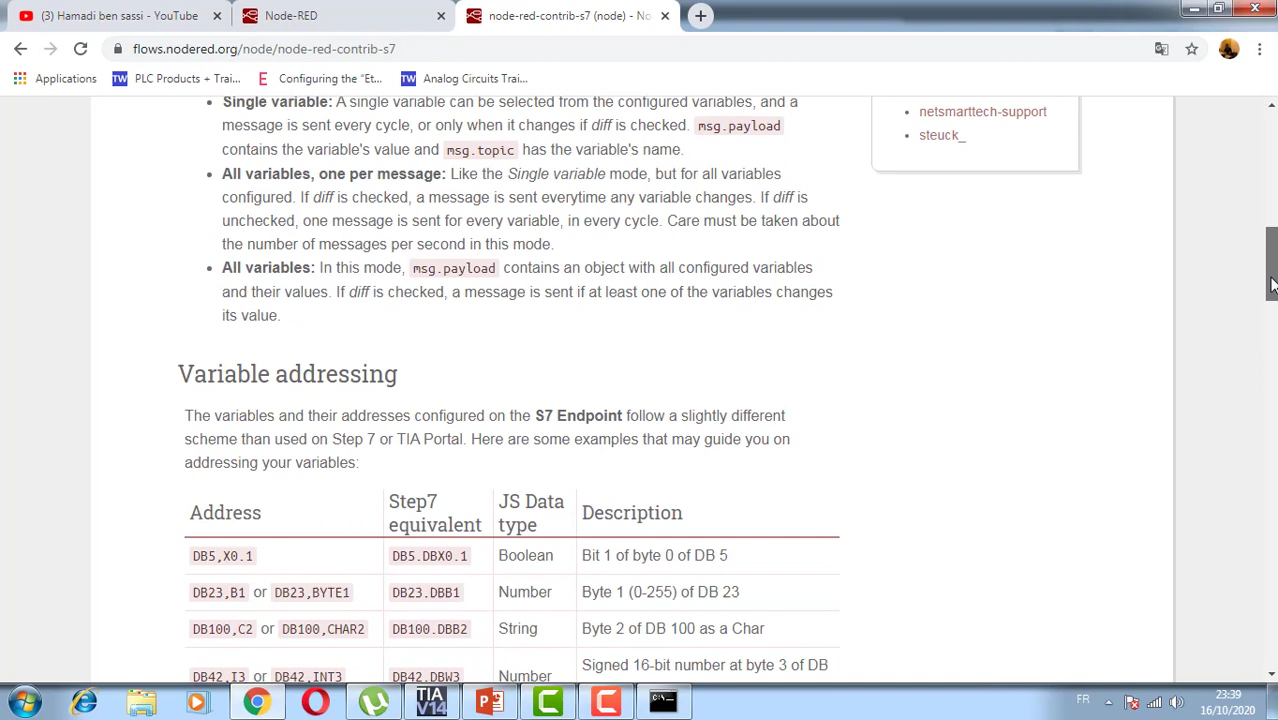 (3) Hamadi ben sassi - YouTube
Node-RED
node-red-contrib-s7 (node) - No
flows.nodered.org/node/node-red-contrib-s7
Applications
TW PLC Products + Trai...
E Configuring the "Et...
TW Analog Circuits Trai...
Single variable: A single variable can be selected from the configured variables, and a
message is sent every cycle, or only when it changes if diff is checked. msg.payload
contains the variable's value and msg.topic has the variable's name.
All variables, one per message: Like the Single variable mode, but for all variables
configured. If diff is checked, a message is sent everytime any variable changes. If diff is
unchecked, one message is sent for every variable, in every cycle. Care must be taken about
the number of messages per second in this mode.
All variables: In this mode, msg.payload contains an object with all configured variables
and their values. If diff is checked, a message is sent if at least one of the variables changes
its value.
netsmarttech-support
steuck_
Variable addressing
The variables and their addresses configured on the S7 Endpoint follow a slightly different
scheme than used on Step 7 or TIA Portal. Here are some examples that may guide you on
addressing your variables:
Address
Step7
equivalent
JS Data
type
Description
DB5,X0.1 DB5.DBX0.1 Boolean Bit 1 of byte 0 of DB 5
DB23,B1 or DB23,BYTE1 DB23.DBB1 Number Byte 1 (0-255) of DB 23
DB100,C2 or DB100,CHAR2 DB100.DBB2 String Byte 2 of DB 100 as a Char
DB42,I3 or DB42,INT3 DB42.DBW3 Number Signed 16-bit number at byte 3 of DB
TIA
V14
C:\_
FR
23:39
16/10/2020